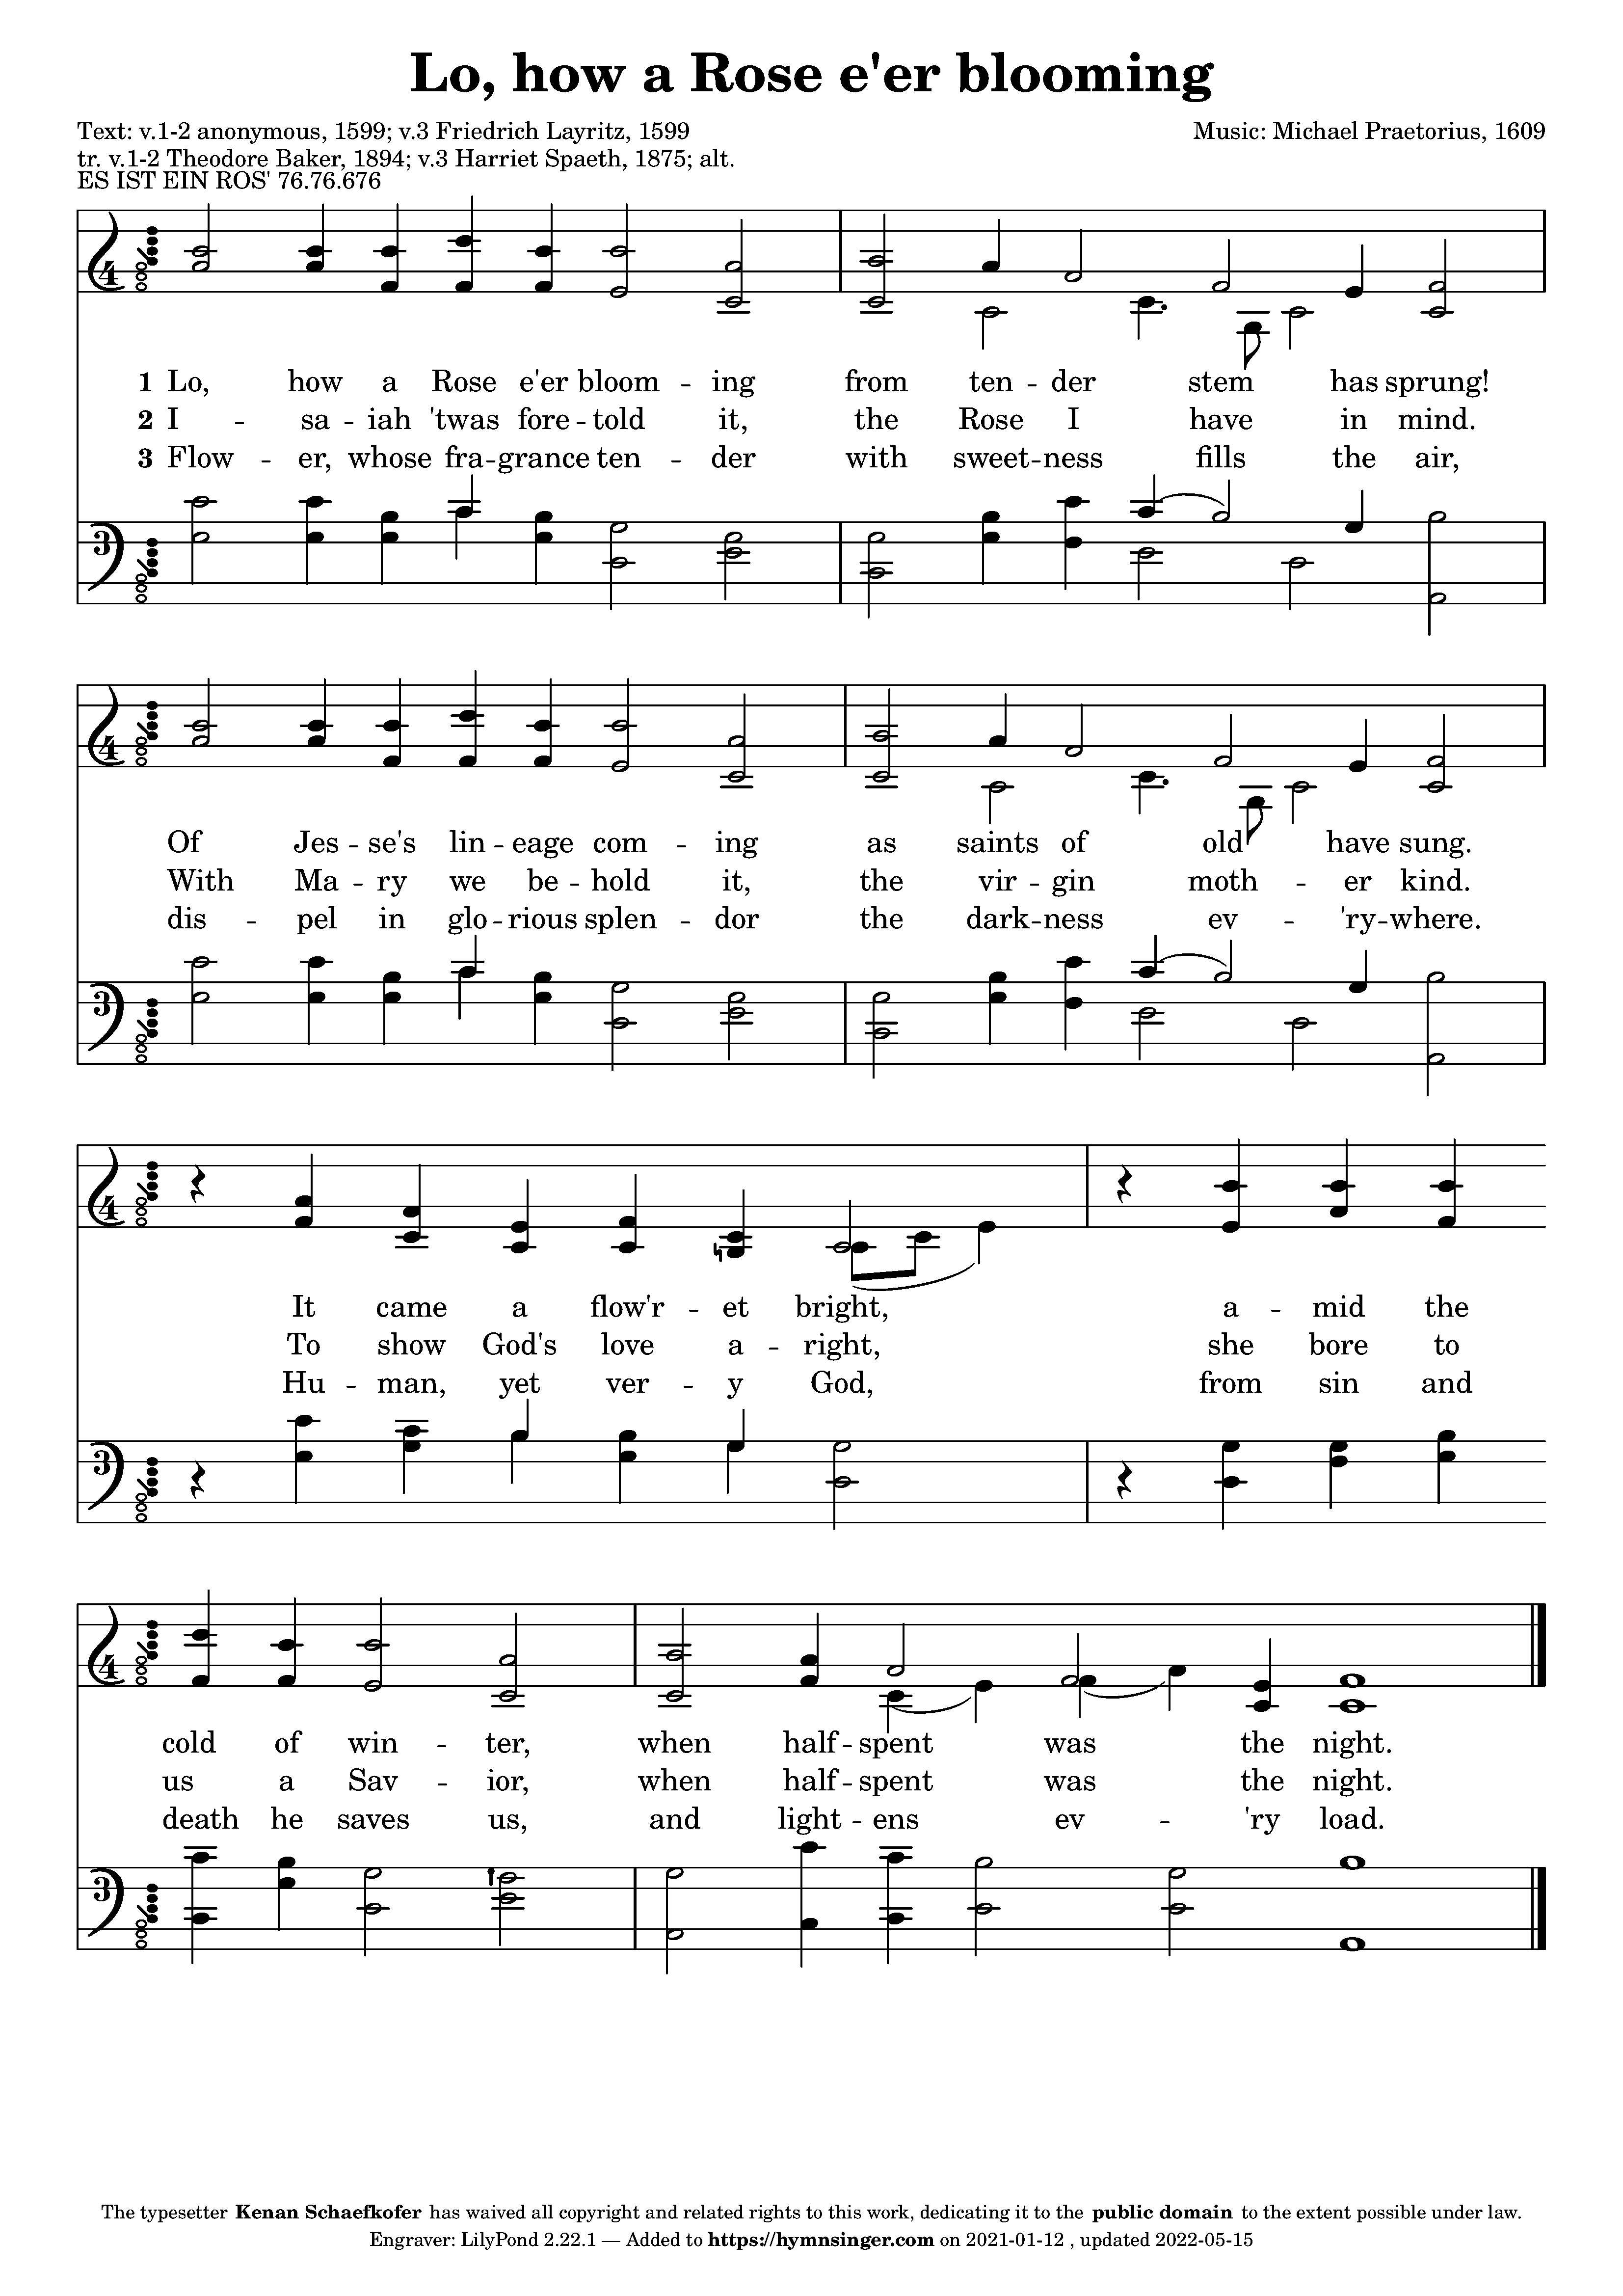 Lo, how a Rose e'er blooming
Text: v.1-2 anonymous, 1599; v.3 Friedrich Layritz, 1599
Music: Michael Praetorius, 1609
tr. v.1-2 Theodore Baker, 1894; v.3 Harriet Spaeth, 1875; alt.
ES IST EIN ROS' 76.76.676
4
1 Lo, how a Rose e'er bloom - ing from ten - der stem has sprung!
2 I - sa - iah 'twas fore - told it, the Rose I have in mind.
3 Flow - er, whose fra - grance ten - der with sweet - ness fills the air,
3
4
Of Jes - se's lin - eage com - ing as saints of old have sung.
With Ma - ry we be - hold it, the vir - gin moth - er kind.
dis - pel in glo - rious splen - dor the dark - ness ev - 'ry - where.
3
4
It came a flow'r - et bright, a - mid the
To show God's love a - right, she bore to
Hu - man, yet ver - y God, from sin and
3
4
cold of win - ter, when half - spent was the night.
us a Sav - ior, when half - spent was the night.
death he saves us, and light - ens ev - 'ry load.
3
The typesetter Kenan Schaefkofer has waived all copyright and related rights to this work, dedicating it to the public domain to the extent possible under law.
Engraver: LilyPond 2.22.1 — Added to https://hymnsinger.com on 2021-01-12 , updated 2022-05-15